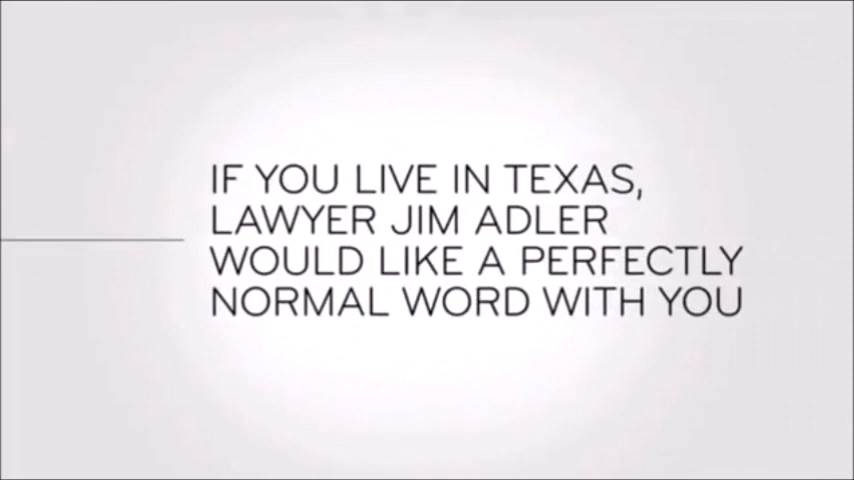 IF YOU LIVE IN TEXAS,
LAWYER JIM ADLER
WOULD LIKE A PERFECTLY
NORMAL WORD WITH YOU